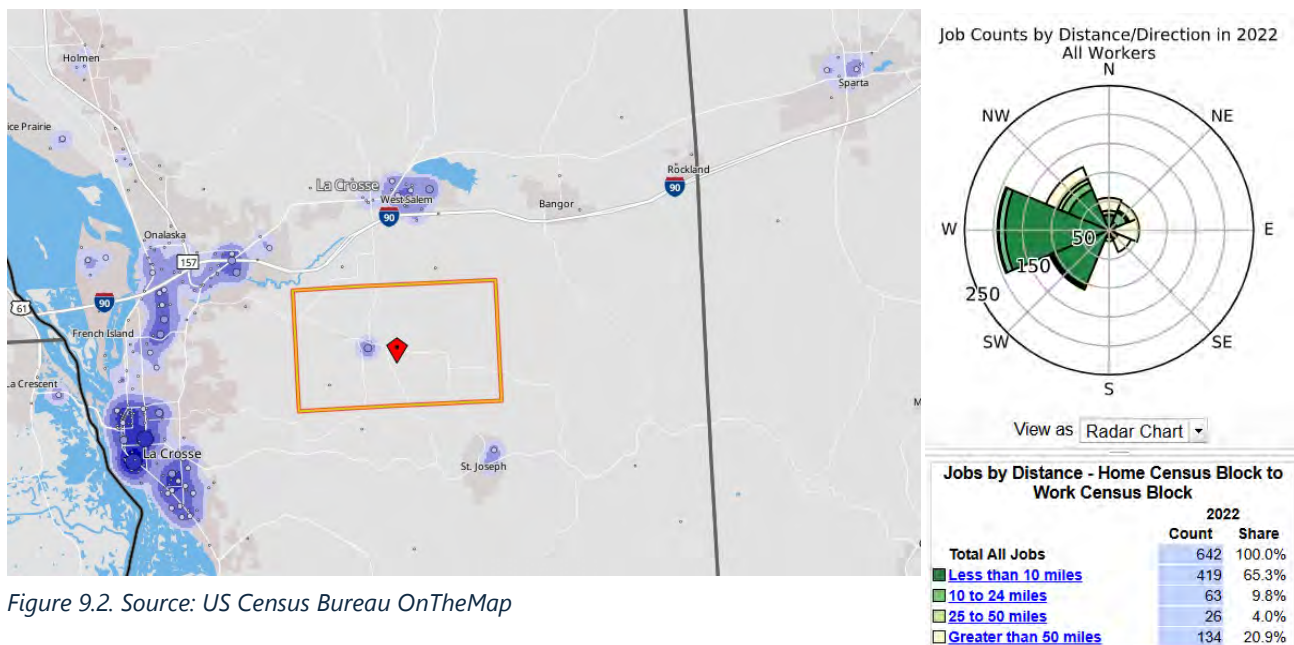 Holmen
ice Prairie
Sparta
La Crosse
West Salem
90
Rockland
90
Bangor
Onalaska
157
61
90
French Island
La Crescent
La Crosse
St. Joseph
M
Figure 9.2. Source: US Census Bureau OnTheMap
Job Counts by Distance/Direction in 2022
All Workers
N
NW
NE
W
E
50
150
250
SW
SE
S
View as Radar Chart
Jobs by Distance - Home Census Block to
Work Census Block
2022
Count Share
Total All Jobs 642 100.0%
Less than 10 miles 419 65.3%
10 to 24 miles 63 9.8%
25 to 50 miles 26 4.0%
Greater than 50 miles 134 20.9%